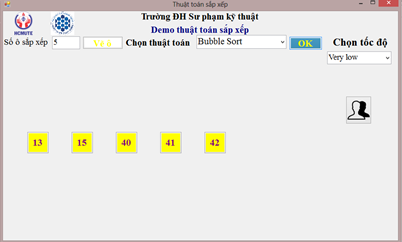 Thuật toán sắp xếp
HCMUTE
Trường ĐH Sư phạm kỹ thuật
Demo thuật toán sắp xếp
Số ô sắp xếp 5 Vẽ ô Chọn thuật toán Bubble Sort OK Chọn tốc độ
Very low
13 15 40 41 42